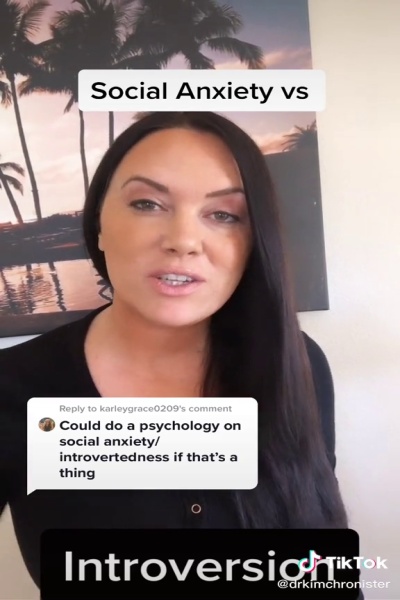 Social Anxiety vs
Reply to karleygrace0209's comment
Could do a psychology on
social anxiety/
introvertedness if that's a
thing
Introversion
TikTok
@drkimchronister